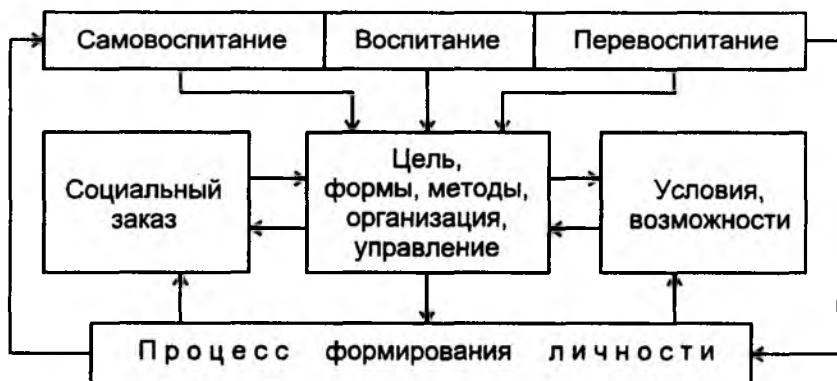 Самовоспитание
Воспитание
Перевоспитание
Социальный
заказ
Цель,
формы, методы,
организация,
управление
Условия,
возможности
Процесс формирования личности